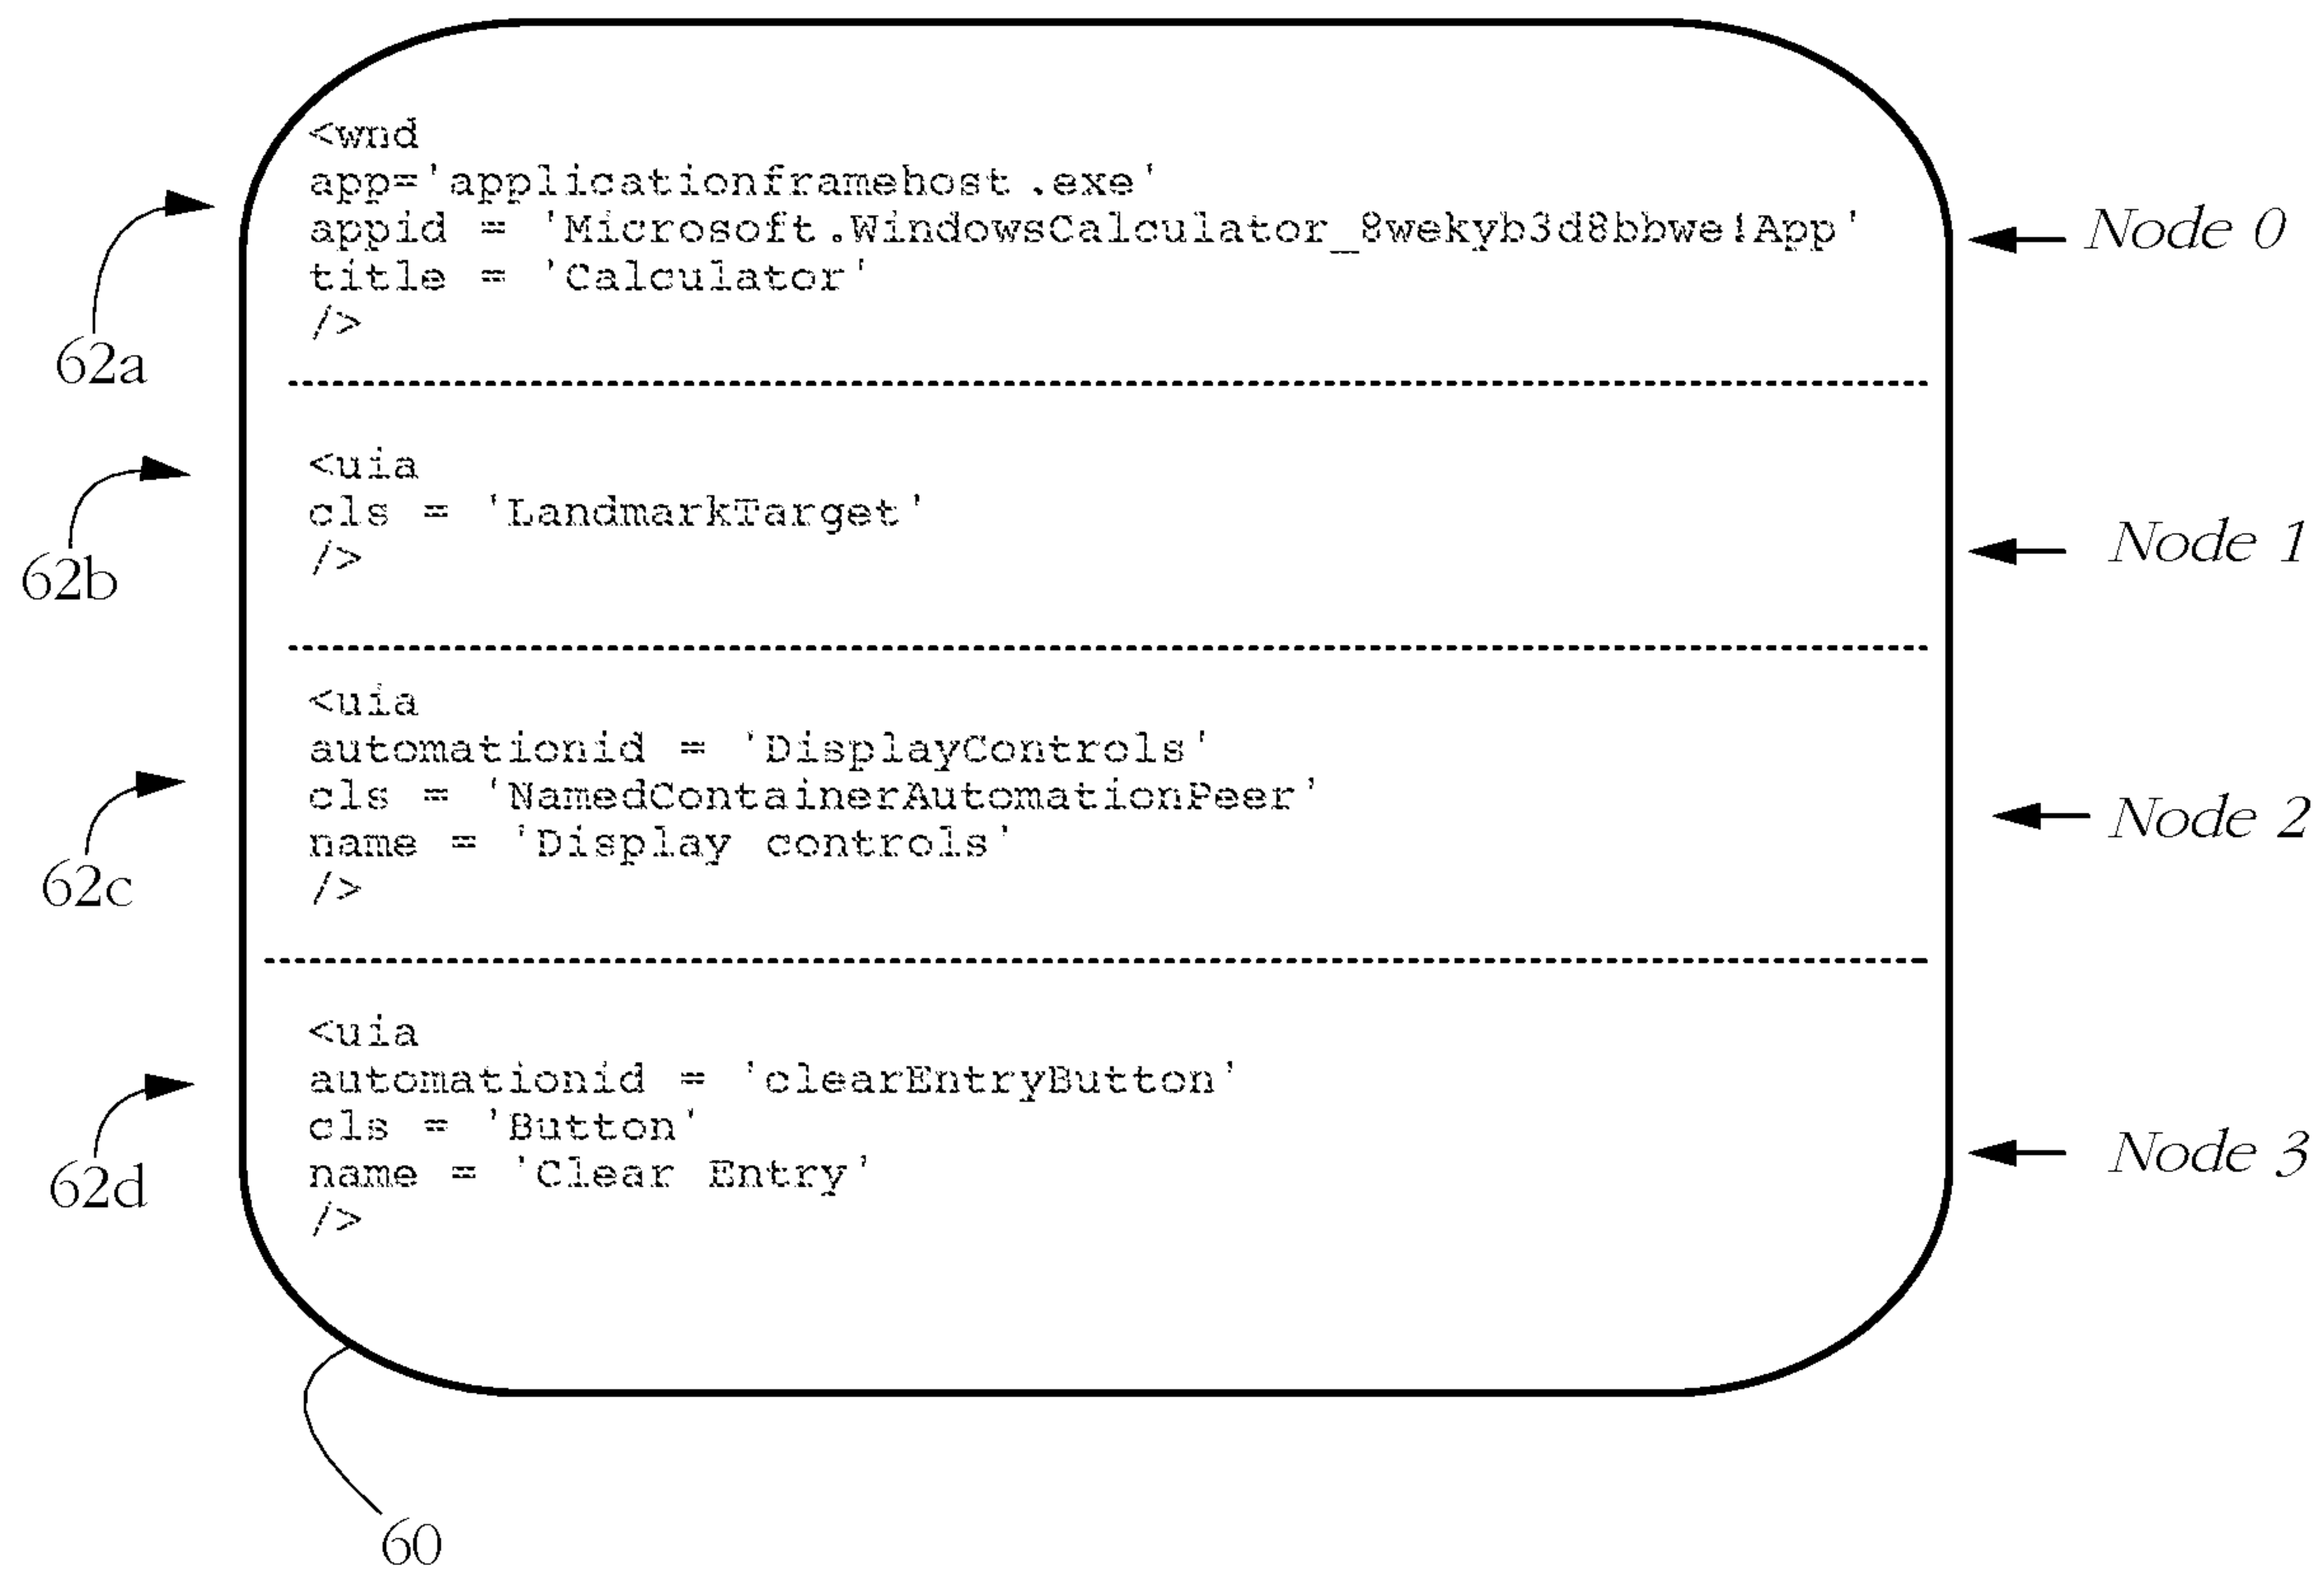 <wnd
app='applicationframehost.exe'
appid = 'Microsoft.WindowsCalculator_8wekyb3d8bbwe!App'
title = 'Calculator'
/>
Node 0
62a
<uia
cls = 'LandmarkTarget'
/>
Node 1
62b
<uia
automationid = 'DisplayControls'
cls = 'NamedContainerAutomationPeer'
name = 'Display controls'
/>
Node 2
62c
<uia
automationid = 'clearEntryButton'
cls = 'Button'
name = 'Clear Entry'
/>
Node 3
62d
60